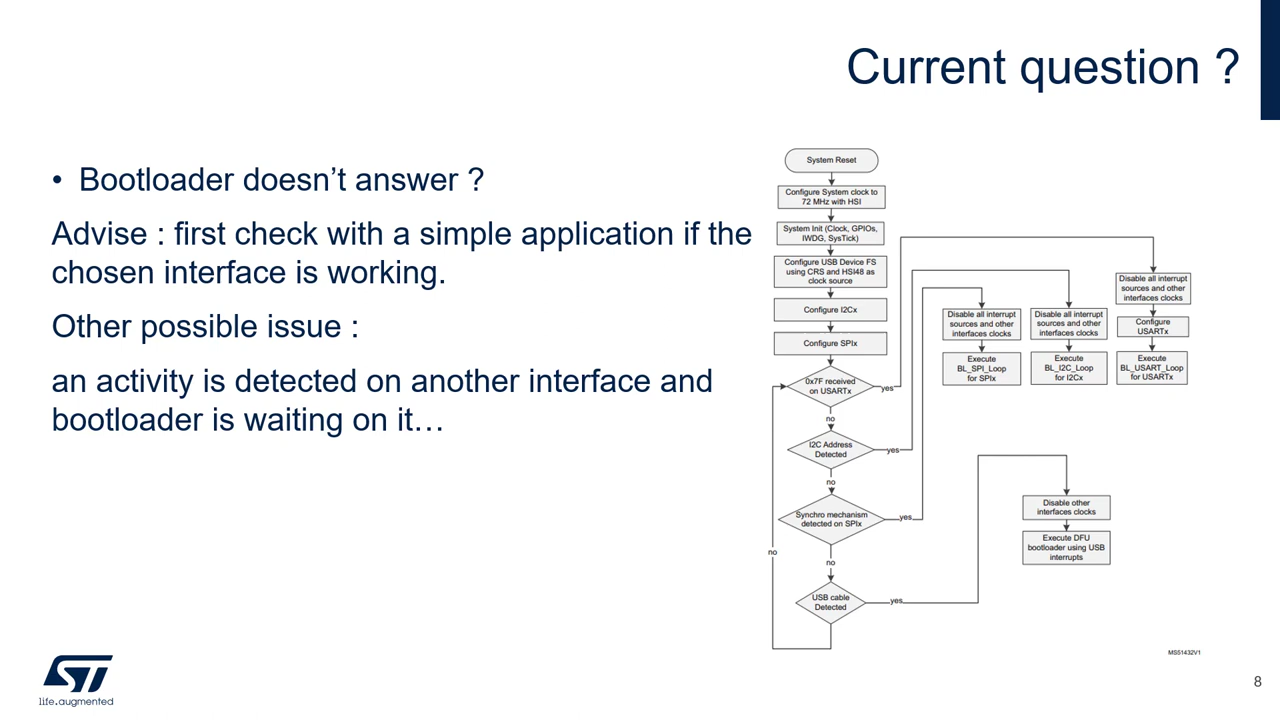 Current question ?
• Bootloader doesn’t answer ?
Advise : first check with a simple application if the
chosen interface is working.
Other possible issue :
an activity is detected on another interface and
bootloader is waiting on it…
System Reset
Configure System clock to
72 MHz with HSI
System Init (Clock, GPIOs,
IWDG, SysTick)
Configure USB Device FS
using CRS and HSI48 as
clock source
Configure I2Cx
Configure SPIx
0x7F received
on USARTx
yes
no
I2C Address
Detected
yes
no
Synchro mechanism
detected on SPIx
yes
no
no
USB cable
Detected
yes
Disable all interrupt
sources and other
interfaces clocks
Execute
BL_SPI_Loop
for SPIx
Disable all interrupt
sources and other
interfaces clocks
Execute
BL_I2C_Loop
for I2Cx
Disable all interrupt
sources and other
interfaces clocks
Configure
USARTx
Execute
BL_USART_Loop
for USARTx
Disable other
interfaces clocks
Execute DFU
bootloader using USB
interrupts
MS51432V1
ST
life.augmented
8